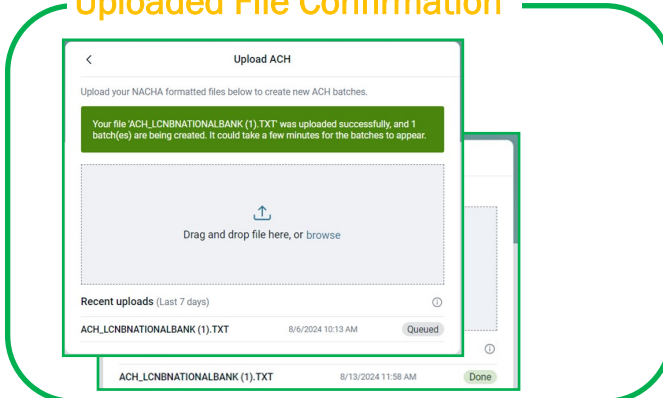 Uploaded File Confirmation
Upload ACH
Upload your NACHA formatted files below to create new ACH batches.
Your file 'ACH_LCNBNATIONALBANK (1).TXT' was uploaded successfully, and 1
batch(es) are being created. It could take a few minutes for the batches to appear.
Drag and drop file here, or browse
Recent uploads (Last 7 days)
ACH_LCNBNATIONALBANK (1).TXT 8/6/2024 10:13 AM Queued
ACH_LCNBNATIONALBANK (1).TXT 8/13/2024 11:58 AM Done